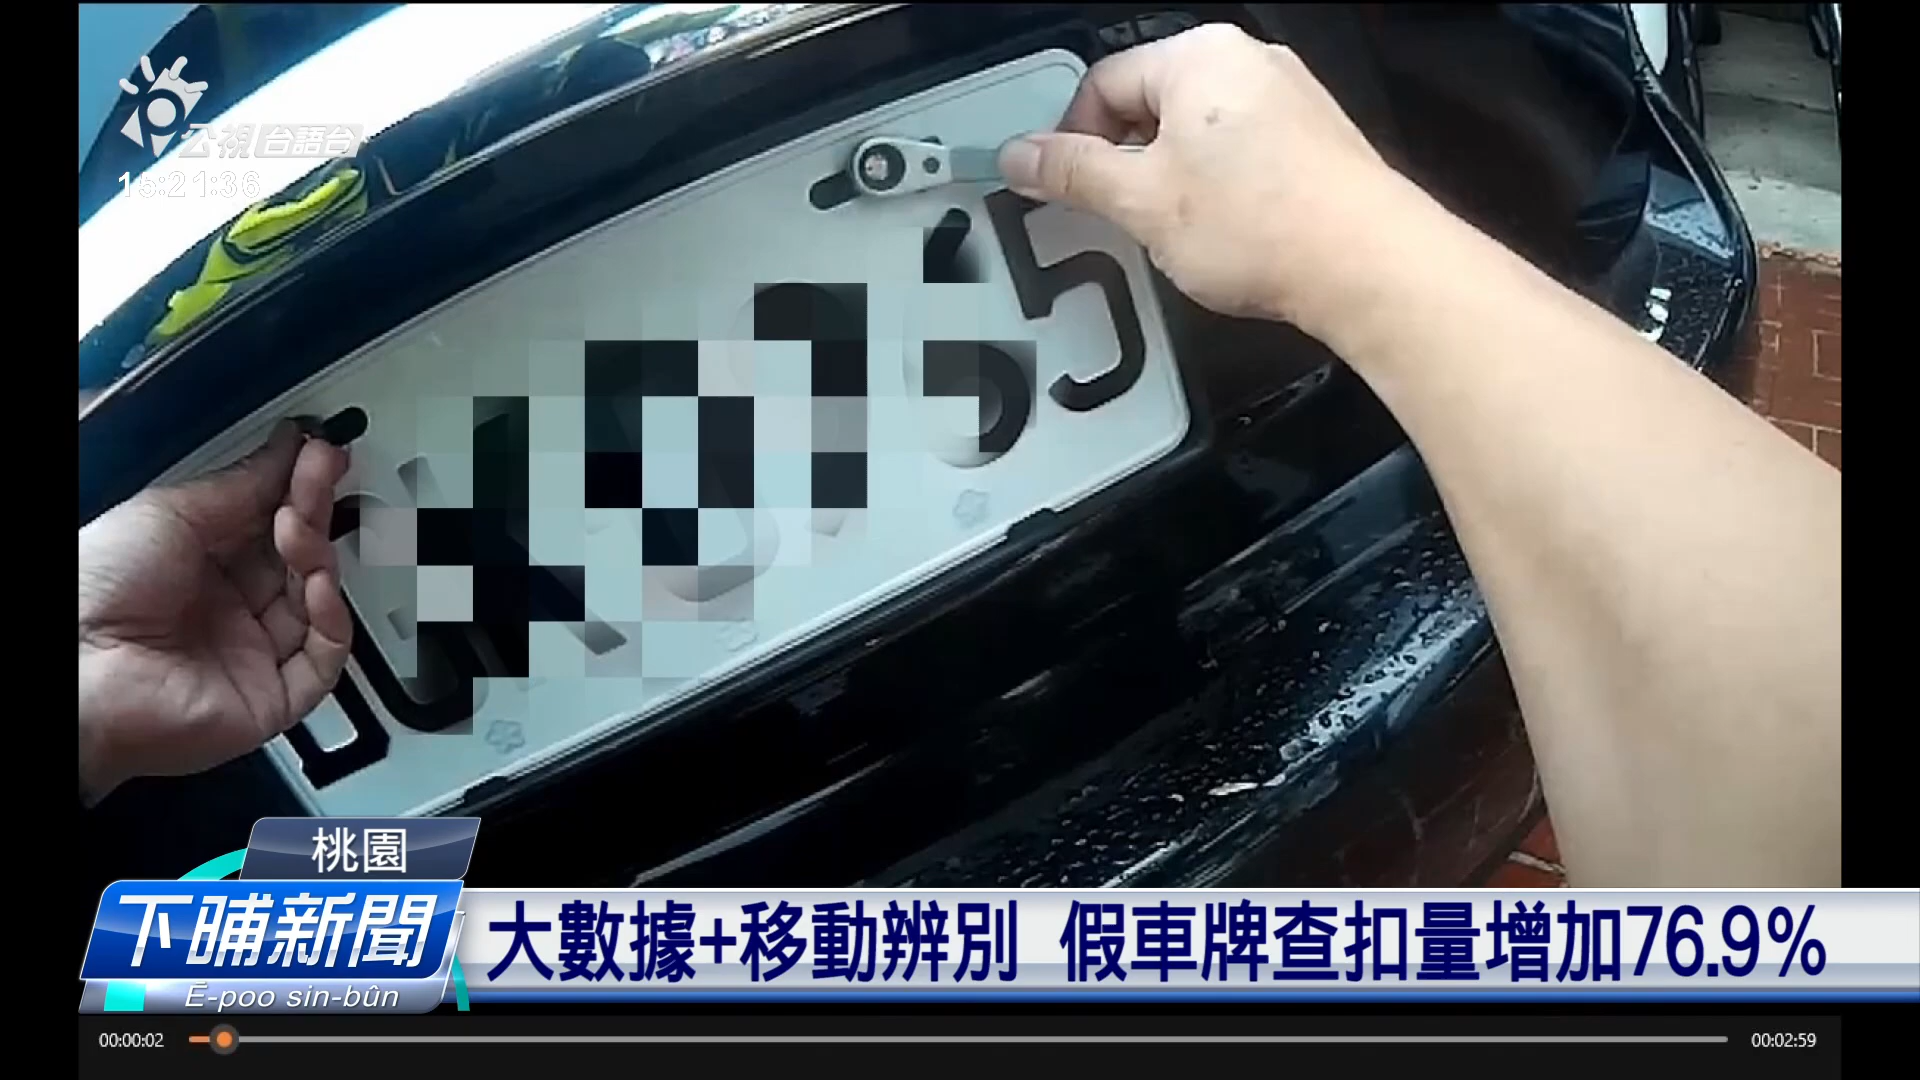 公視台語台
15:21:36
5
桃園
下晡新聞
Ē-poo sin-bûn
大數據+移動辨別 假車牌查扣量增加76.9%
00:00:02
00:02:59